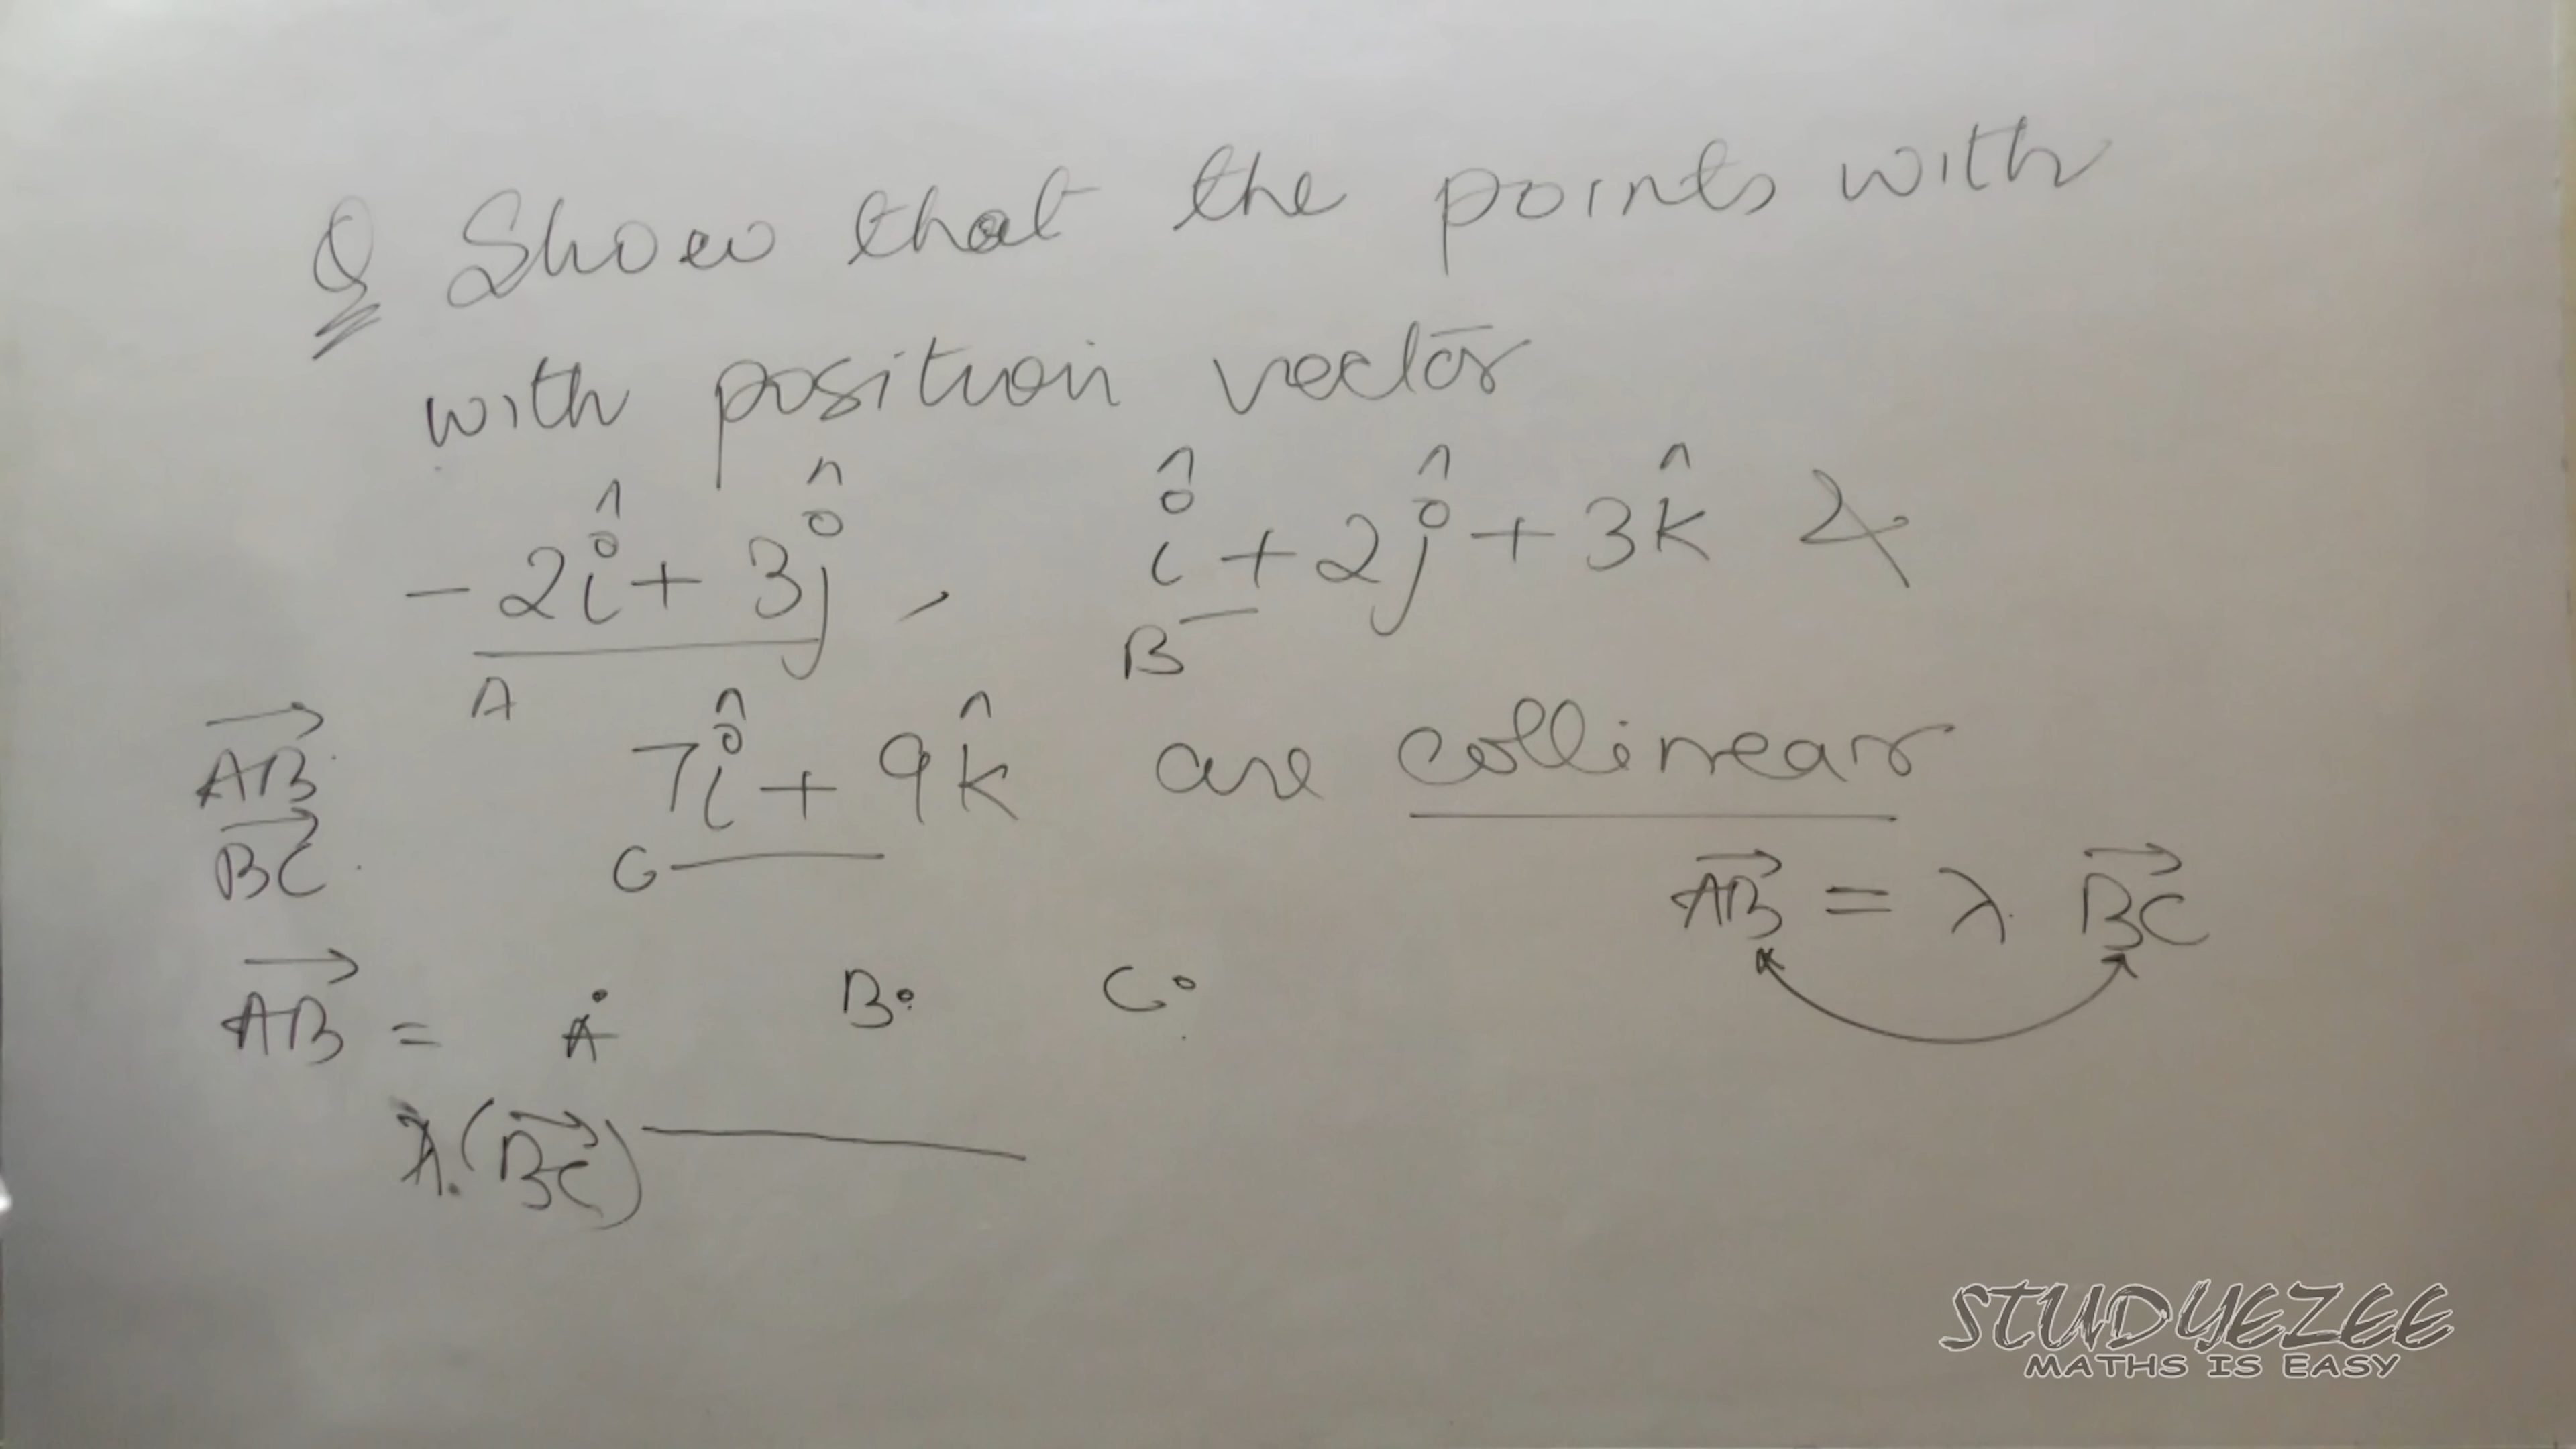 Q Show that the points with
with position vector
-2î + 3ĵ , î + 2ĵ + 3k̂ &
A B
7î + 9k̂ are collinear
C
AB
BC
AB = λ BC
AB = A B C
λ.(BC)
STUDYEZEE
MATHS IS EASY